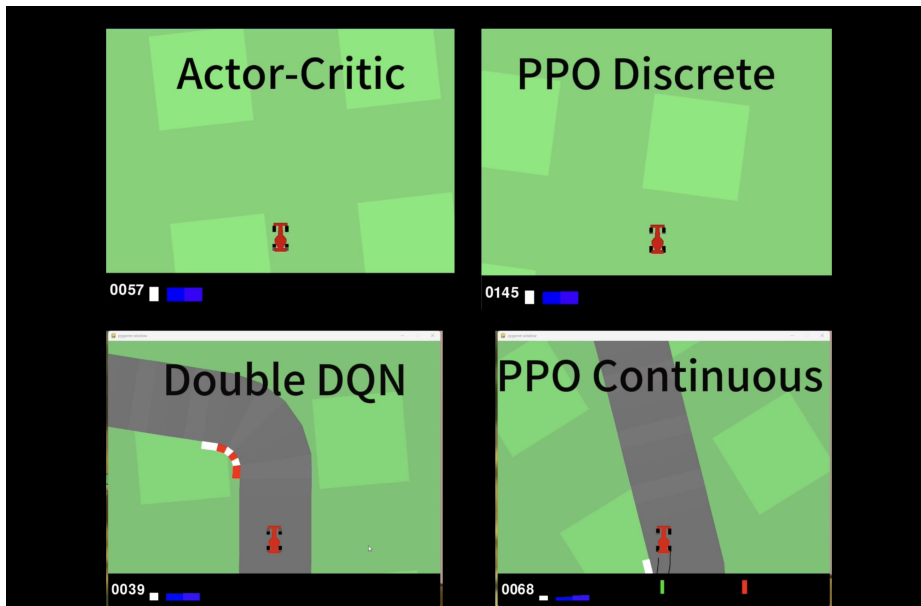 Actor-Critic
PPO Discrete
0057
0145
Double DQN
PPO Continuous
0039
0068